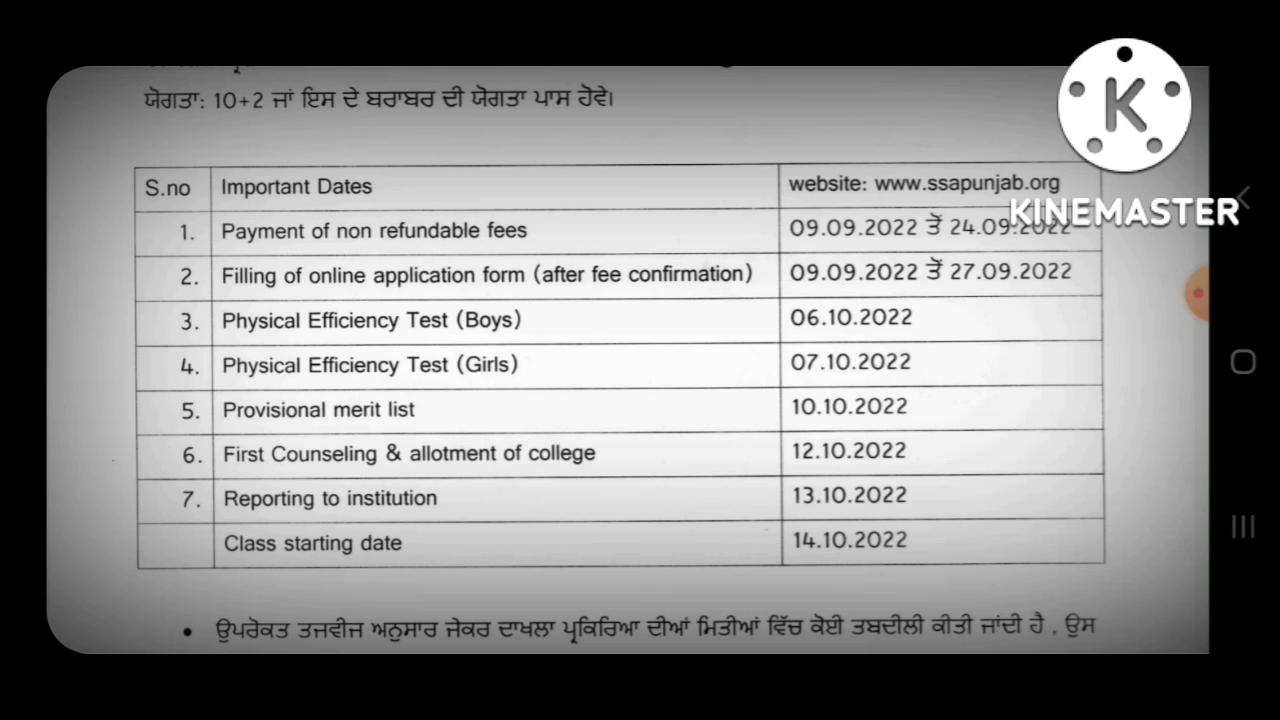 ਯੋਗਤਾ: 10+2 ਜਾਂ ਇਸ ਦੇ ਬਰਾਬਰ ਦੀ ਯੋਗਤਾ ਪਾਸ ਹੋਵੇ।
K
KINEMASTER
S.no Important Dates website: www.ssapunjab.org
1. Payment of non refundable fees 09.09.2022 ਤੋਂ 24.09.2022
2. Filling of online application form (after fee confirmation) 09.09.2022 ਤੋਂ 27.09.2022
3. Physical Efficiency Test (Boys) 06.10.2022
4. Physical Efficiency Test (Girls) 07.10.2022
5. Provisional merit list 10.10.2022
6. First Counseling & allotment of college 12.10.2022
7. Reporting to institution 13.10.2022
Class starting date 14.10.2022
• ਉਪਰੋਕਤ ਤਜਵੀਜ ਅਨੁਸਾਰ ਜੇਕਰ ਦਾਖਲਾ ਪ੍ਰਕਿਰਿਆ ਦੀਆਂ ਮਿਤੀਆਂ ਵਿੱਚ ਕੋਈ ਤਬਦੀਲੀ ਕੀਤੀ ਜਾਂਦੀ ਹੈ , ਉਸ